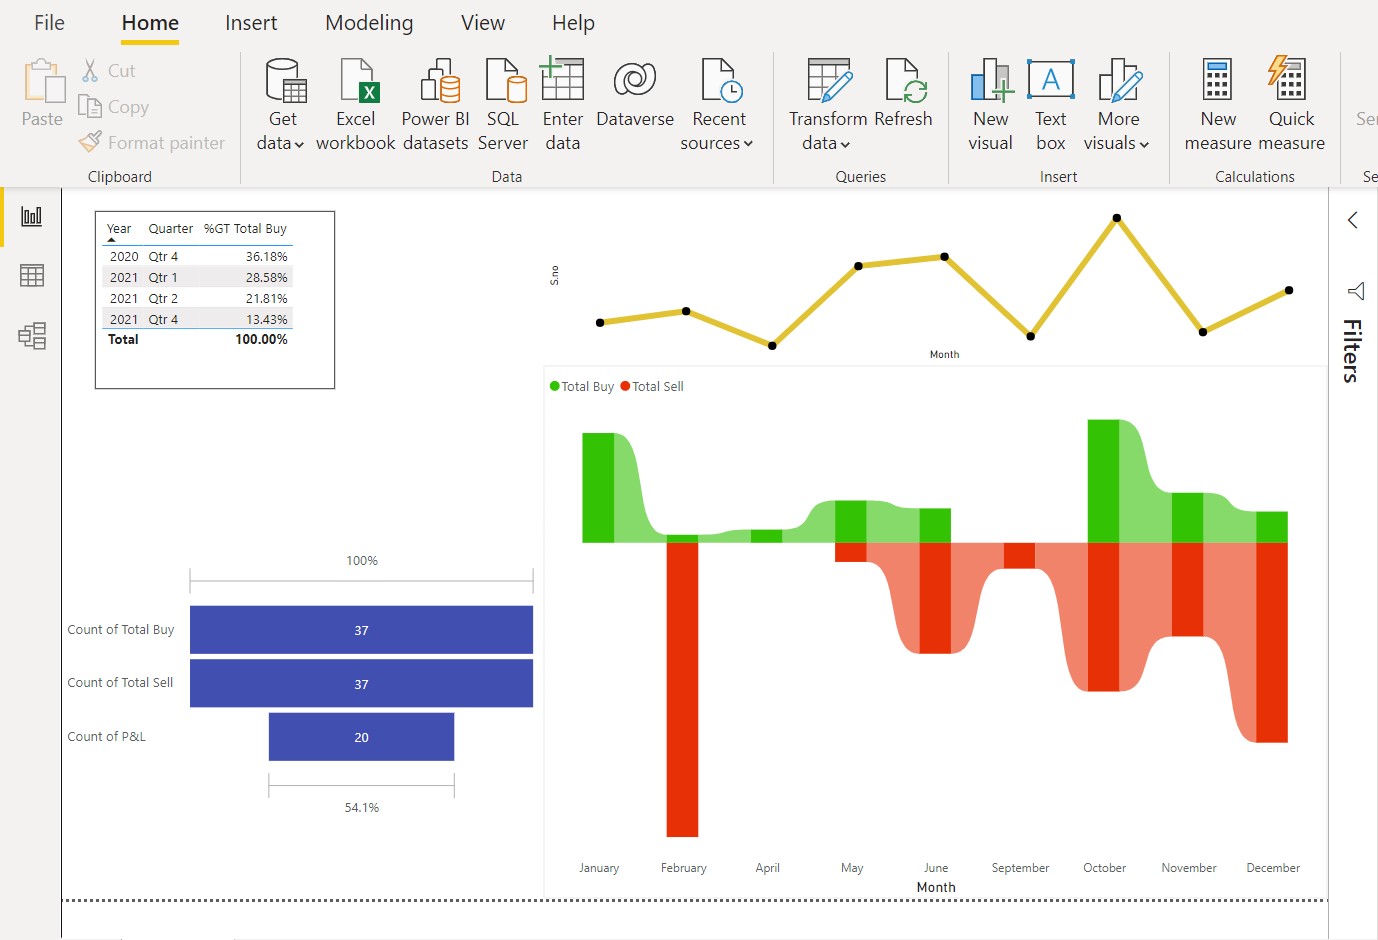 File Home Insert Modeling View Help
Paste
Cut
Copy
Format painter
Clipboard
Get data
Excel workbook
Power BI datasets
SQL Server
Enter data
Dataverse
Recent sources
Data
Transform data
Refresh
Queries
New visual
Text box
More visuals
Insert
New measure
Quick measure
Calculations
Se
Year Quarter %GT Total Buy
2020 Qtr 4 36.18%
2021 Qtr 1 28.58%
2021 Qtr 2 21.81%
2021 Qtr 4 13.43%
Total 100.00%
S.no
Month
Filters
Total Buy Total Sell
100%
Count of Total Buy 37
Count of Total Sell 37
Count of P&L 20
54.1%
January February April May June September October November December
Month